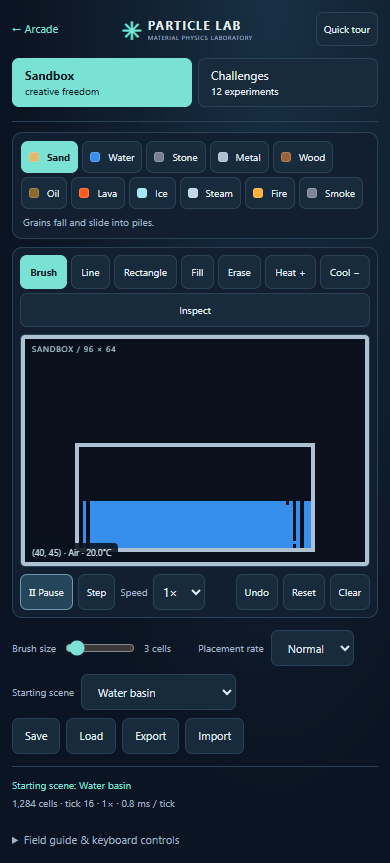 ← Arcade
PARTICLE LAB
MATERIAL PHYSICS LABORATORY
Quick tour
Sandbox
creative freedom
Challenges
12 experiments
Sand
Water
Stone
Metal
Wood
Oil
Lava
Ice
Steam
Fire
Smoke
Grains fall and slide into piles.
Brush
Line
Rectangle
Fill
Erase
Heat +
Cool −
Inspect
SANDBOX / 96 × 64
(40, 45) · Air · 20.0°C
II Pause
Step
Speed
1×
Undo
Reset
Clear
Brush size
3 cells
Placement rate
Normal
Starting scene
Water basin
Save
Load
Export
Import
Starting scene: Water basin
1,284 cells · tick 16 · 1× · 0.8 ms / tick
▶ Field guide & keyboard controls